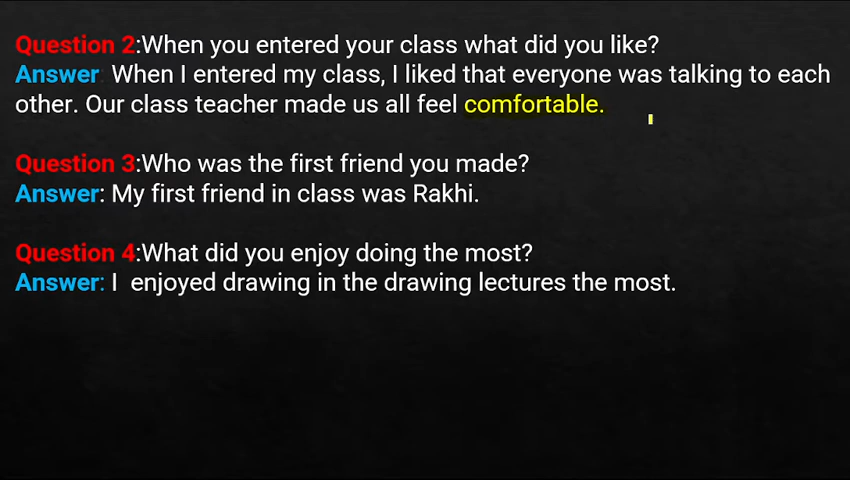 Question 2:When you entered your class what did you like?
Answer: When I entered my class, I liked that everyone was talking to each
other. Our class teacher made us all feel comfortable.
Question 3:Who was the first friend you made?
Answer: My first friend in class was Rakhi.
Question 4:What did you enjoy doing the most?
Answer: I  enjoyed drawing in the drawing lectures the most.